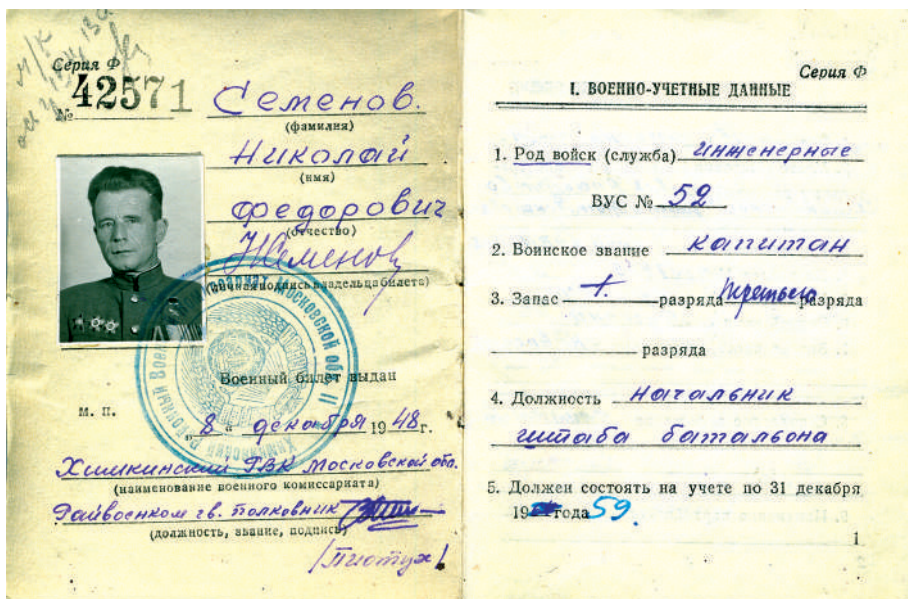 Серия Ф
№ 42571
Семенов.
(фамилия)
Николай
(имя)
Федорович
(отчество)
НСеменов
(личная подпись владельца билета)
Военный билет выдан
М. П.
„8" декабря 1948 г.
Химкинский РВК Московской обл.
(наименование военного комиссариата)
Райвоенком гв. полковник
(должность, звание, подпись)
Серия Ф
I. ВОЕННО-УЧЕТНЫЕ ДАННЫЕ
1. Род войск (служба) инженерные
ВУС № 52
2. Воинское звание капитан
3. Запас 1. разряда третьего разряда
разряда
4. Должность Начальник
штаба батальона
5. Должен состоять на учете по 31 декабря
19 года 59.
1